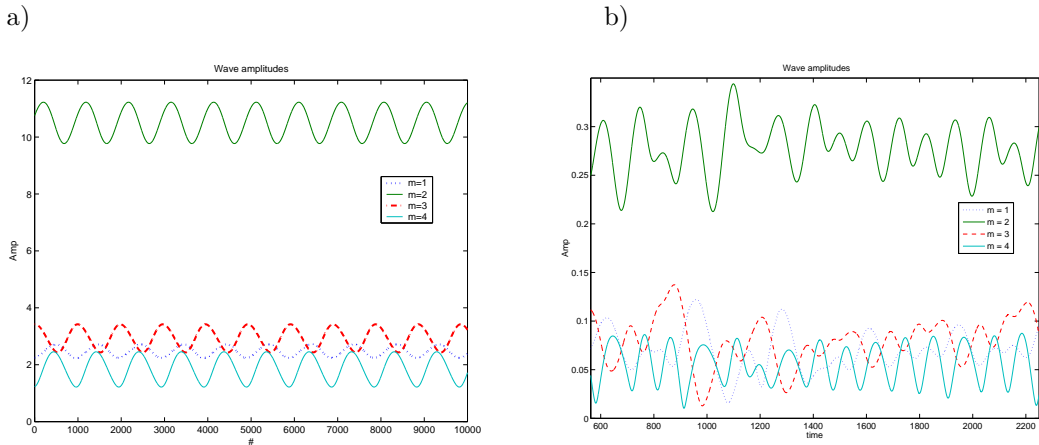 a)
b)
Wave amplitudes
12
10
8
6
4
2
0
Amp
0 1000 2000 3000 4000 5000 6000 7000 8000 9000 10000
#
m=1
m=2
m=3
m=4
Wave amplitudes
0.3
0.25
0.2
0.15
0.1
0.05
0
Amp
600 800 1000 1200 1400 1600 1800 2000 2200
time
m = 1
m = 2
m = 3
m = 4